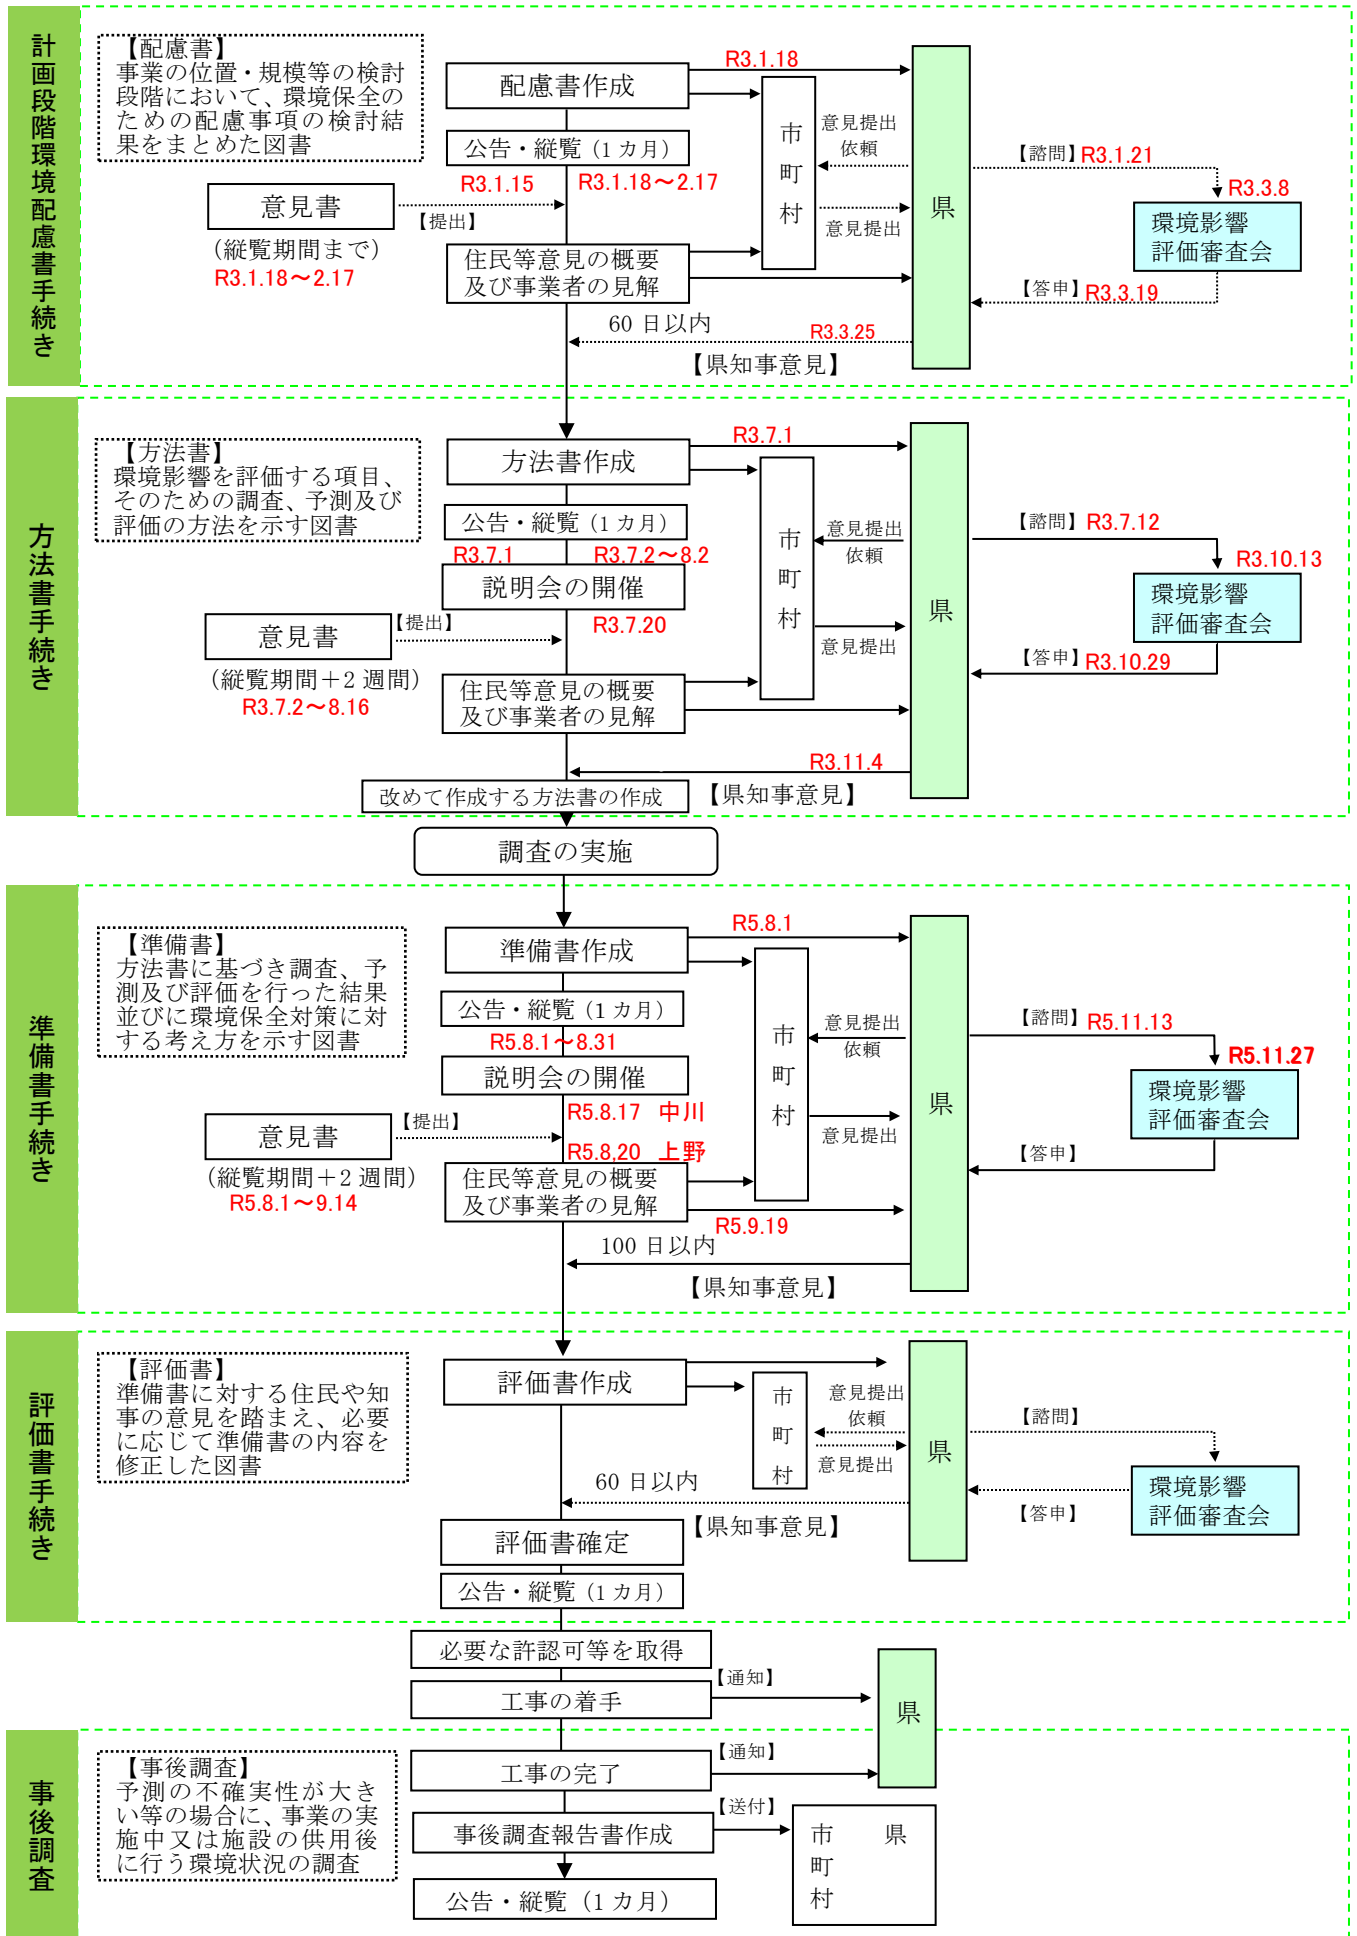 計画段階環境配慮書手続き
【配慮書】
事業の位置・規模等の検討
段階において、環境保全の
ための配慮事項の検討結
果をまとめた図書
配慮書作成
R3.1.18
公告・縦覧（1カ月）
R3.1.15
R3.1.18～2.17
意見書
【提出】
（縦覧期間まで）
R3.1.18～2.17
住民等意見の概要
及び事業者の見解
市町村
意見提出
依頼
意見提出
県
【諮問】R3.1.21
R3.3.8
環境影響
評価審査会
【答申】R3.3.19
60 日以内
R3.3.25
【県知事意見】
方法書手続き
【方法書】
環境影響を評価する項目、
そのための調査、予測及び
評価の方法を示す図書
方法書作成
R3.7.1
公告・縦覧（1カ月）
R3.7.1
R3.7.2～8.2
説明会の開催
R3.7.20
意見書
【提出】
（縦覧期間＋2 週間）
R3.7.2～8.16
住民等意見の概要
及び事業者の見解
市町村
意見提出
依頼
意見提出
県
【諮問】R3.7.12
R3.10.13
環境影響
評価審査会
【答申】R3.10.29
R3.11.4
【県知事意見】
改めて作成する方法書の作成
調査の実施
準備書手続き
【準備書】
方法書に基づき調査、予
測及び評価を行った結果
並びに環境保全対策に対
する考え方を示す図書
準備書作成
R5.8.1
公告・縦覧（1カ月）
R5.8.1～8.31
説明会の開催
R5.8.17 中川
R5.8,20 上野
意見書
【提出】
（縦覧期間＋2 週間）
R5.8.1～9.14
住民等意見の概要
及び事業者の見解
R5.9.19
市町村
意見提出
依頼
意見提出
県
【諮問】R5.11.13
R5.11.27
環境影響
評価審査会
【答申】
100 日以内
【県知事意見】
評価書手続き
【評価書】
準備書に対する住民や知
事の意見を踏まえ、必要
に応じて準備書の内容を
修正した図書
評価書作成
市町村
意見提出
依頼
意見提出
県
【諮問】
環境影響
評価審査会
【答申】
60 日以内
【県知事意見】
評価書確定
公告・縦覧（1カ月）
必要な許認可等を取得
工事の着手
【通知】
県
事後調査
【事後調査】
予測の不確実性が大き
い等の場合に、事業の実
施中又は施設の供用後
に行う環境状況の調査
工事の完了
【通知】
事後調査報告書作成
【送付】
市町村
県
公告・縦覧（1カ月）